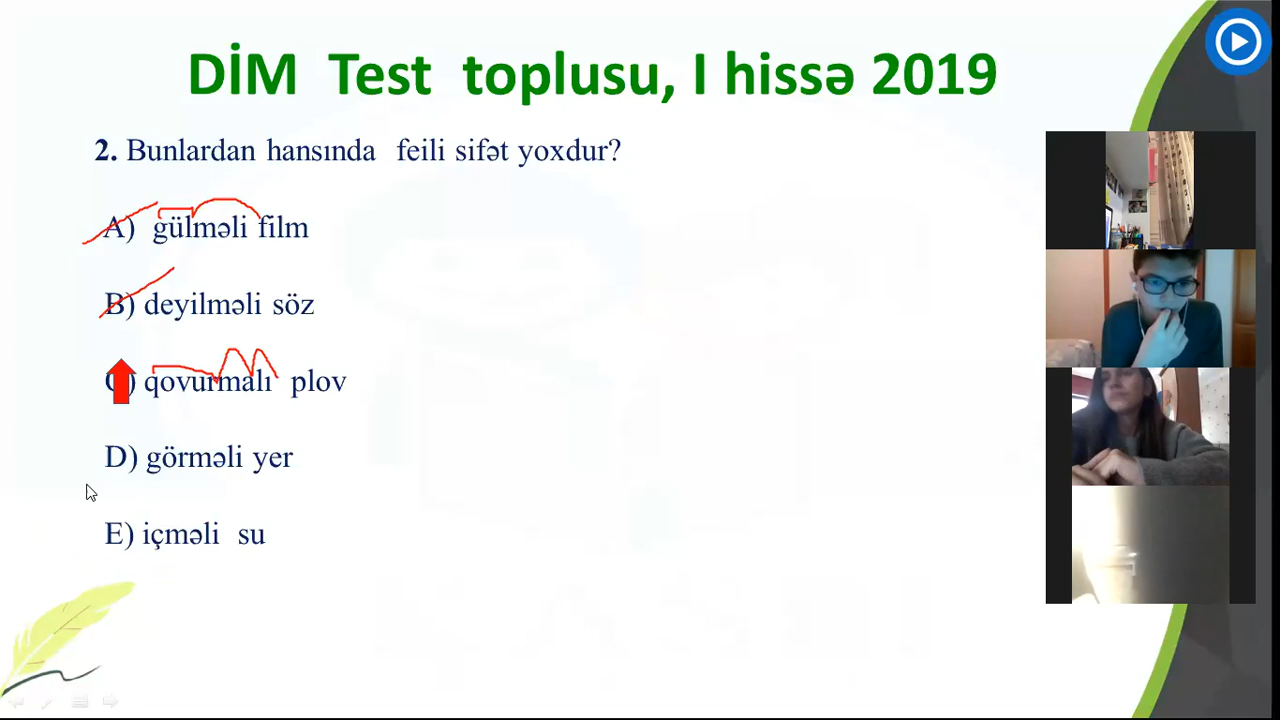 DİM Test toplusu, I hissə 2019
2. Bunlardan hansında feili sifət yoxdur?
A) gülməli film
B) deyilməli söz
C) qovurmalı plov
D) görməli yer
E) içməli su